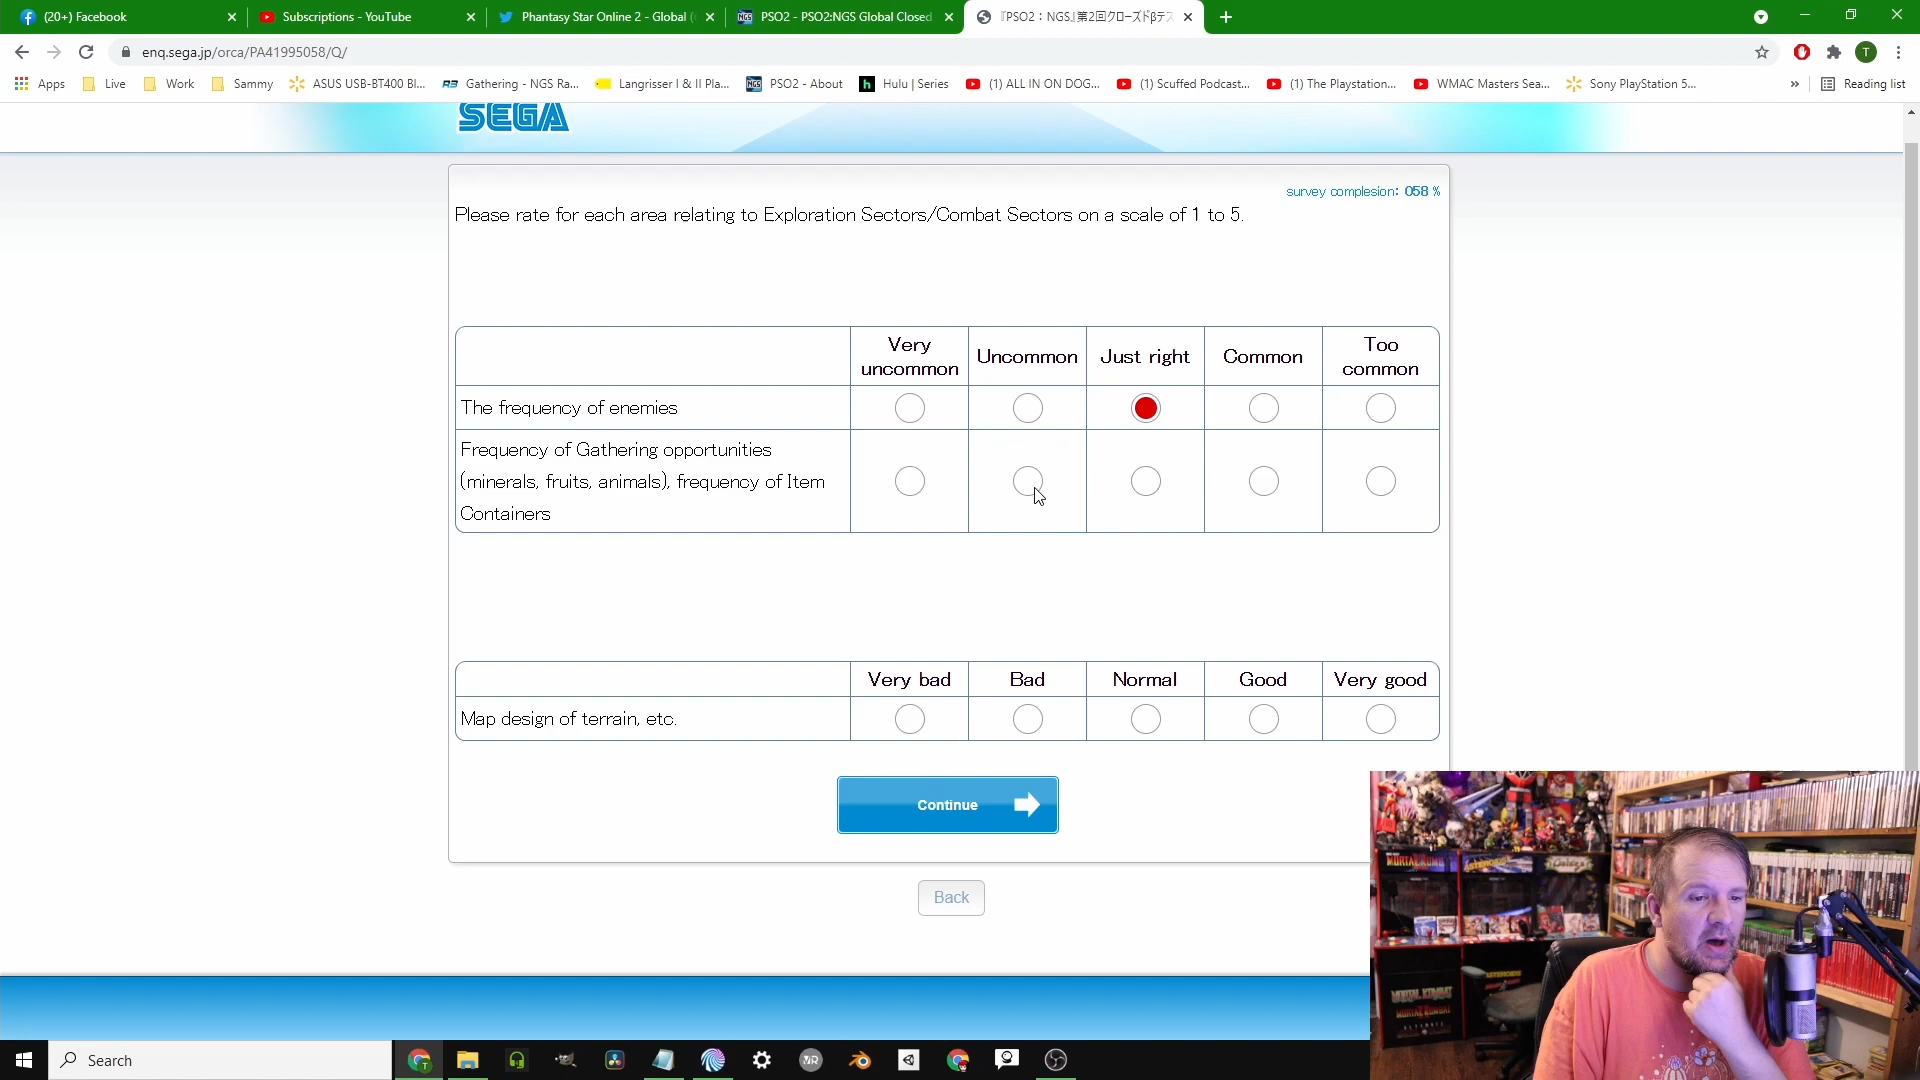 (20+) Facebook
Subscriptions - YouTube
Phantasy Star Online 2 - Global (
PSO2 - PSO2:NGS Global Closed
『PSO2：NGS』第2回クローズドβテス
enq.sega.jp/orca/PA41995058/Q/
T
Apps
Live
Work
Sammy
ASUS USB-BT400 Bl...
Gathering - NGS Ra...
Langrisser I & II Pla...
PSO2 - About
Hulu | Series
(1) ALL IN ON DOG...
(1) Scuffed Podcast...
(1) The Playstation...
WMAC Masters Sea...
Sony PlayStation 5...
»
Reading list
SEGA
survey complesion: 058 %
Please rate for each area relating to Exploration Sectors/Combat Sectors on a scale of 1 to 5.
Very uncommon
Uncommon
Just right
Common
Too common
The frequency of enemies
Frequency of Gathering opportunities
(minerals, fruits, animals), frequency of Item
Containers
Very bad
Bad
Normal
Good
Very good
Map design of terrain, etc.
Continue
Back
Search